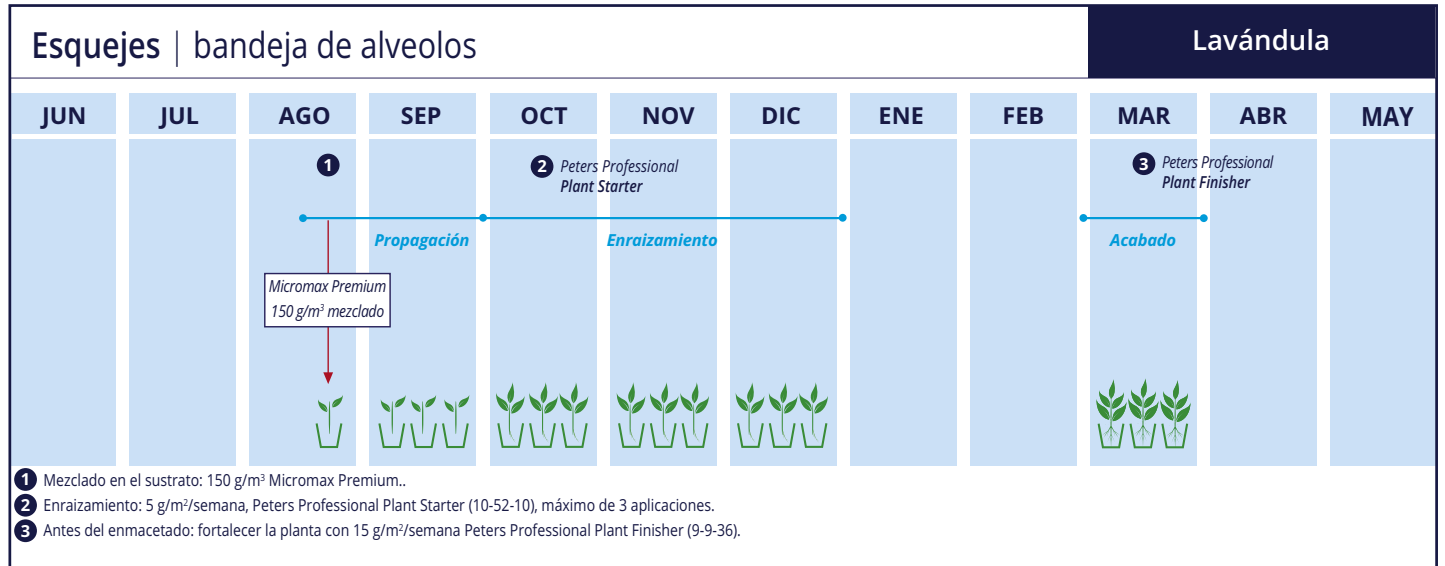 Esquejes | bandeja de alveolos
Lavándula
JUN JUL AGO SEP OCT NOV DIC ENE FEB MAR ABR MAY
1
2 Peters Professional
Plant Starter
3 Peters Professional
Plant Finisher
Propagación
Enraizamiento
Acabado
Micromax Premium
150 g/m³ mezclado
1 Mezclado en el sustrato: 150 g/m³ Micromax Premium..
2 Enraizamiento: 5 g/m²/semana, Peters Professional Plant Starter (10-52-10), máximo de 3 aplicaciones.
3 Antes del enmacetado: fortalecer la planta con 15 g/m²/semana Peters Professional Plant Finisher (9-9-36).